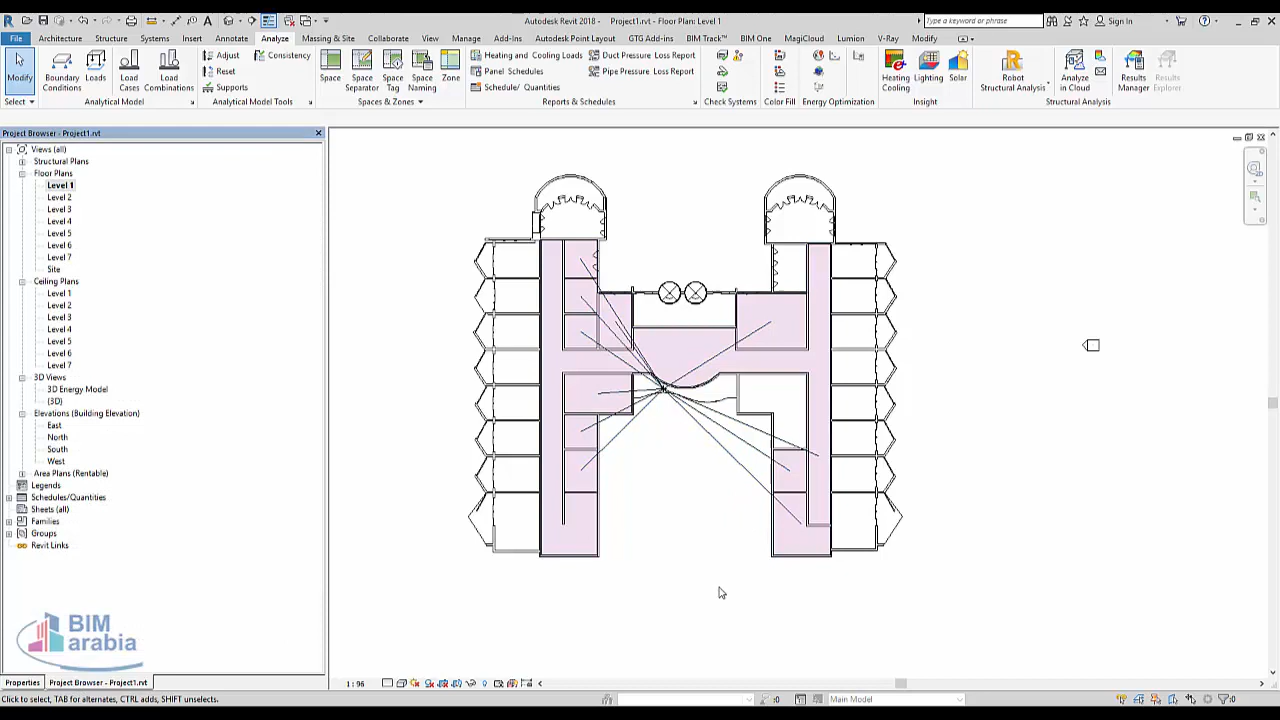 Autodesk Revit 2018 - Project1.rvt - Floor Plan: Level 1
Type a keyword or phrase
Sign In
File Architecture Structure Systems Insert Annotate Analyze Massing & Site Collaborate View Manage Add-Ins Autodesk Point Layout GTG Add-ins BIM Track™ BIM One MagiCloud Lumion V-Ray Modify
Modify
Select
Boundary Conditions
Loads
Load Cases
Load Combinations
Analytical Model
Adjust
Reset
Supports
Consistency
Analytical Model Tools
Space
Space Separator
Space Tag
Space Naming
Zone
Spaces & Zones
Heating and Cooling Loads
Panel Schedules
Schedule/ Quantities
Duct Pressure Loss Report
Pipe Pressure Loss Report
Reports & Schedules
Check Systems
Color Fill
Energy Optimization
Heating Cooling
Lighting
Solar
Insight
Robot Structural Analysis
Analyze in Cloud
Results Manager
Results Explorer
Structural Analysis
Project Browser - Project1.rvt
Views (all)
Structural Plans
Floor Plans
Level 1
Level 2
Level 3
Level 4
Level 5
Level 6
Level 7
Site
Ceiling Plans
Level 1
Level 2
Level 3
Level 4
Level 5
Level 6
Level 7
3D Views
3D Energy Model
{3D}
Elevations (Building Elevation)
East
North
South
West
Area Plans (Rentable)
Legends
Schedules/Quantities
Sheets (all)
Families
Groups
Revit Links
BIM
arabia
Properties
Project Browser - Project1.rvt
1 : 96
Click to select, TAB for alternates, CTRL adds, SHIFT unselects.
:0
Main Model
:0